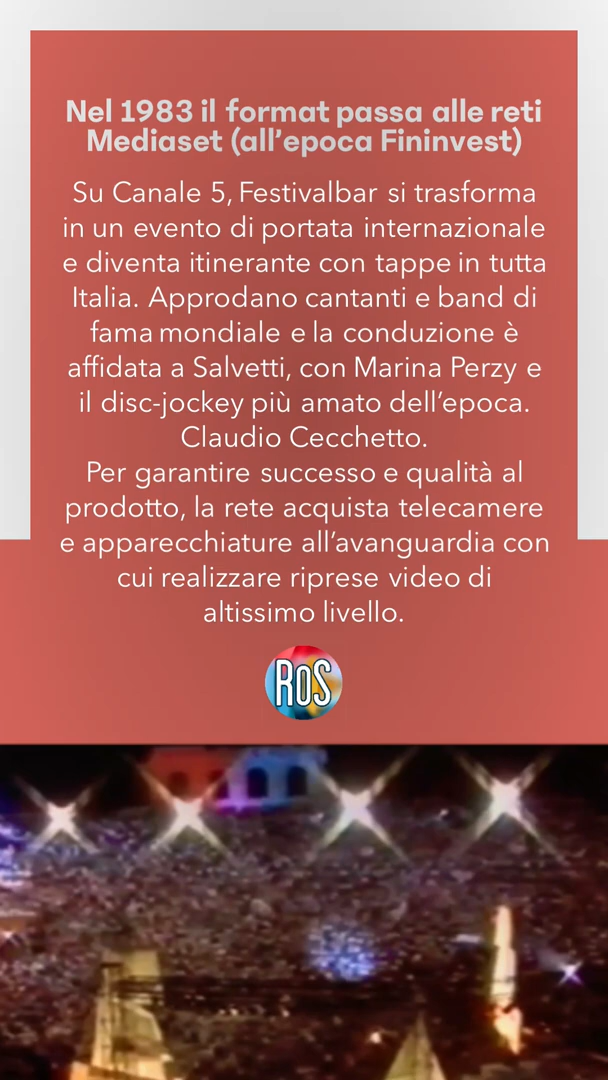 Nel 1983 il format passa alle reti
Mediaset (all'epoca Fininvest)
Su Canale 5, Festivalbar si trasforma
in un evento di portata internazionale
e diventa itinerante con tappe in tutta
Italia. Approdano cantanti e band di
fama mondiale e la conduzione è
affidata a Salvetti, con Marina Perzy e
il disc-jockey più amato dell'epoca.
Claudio Cecchetto.
Per garantire successo e qualità al
prodotto, la rete acquista telecamere
e apparecchiature all'avanguardia con
cui realizzare riprese video di
altissimo livello.
RoS